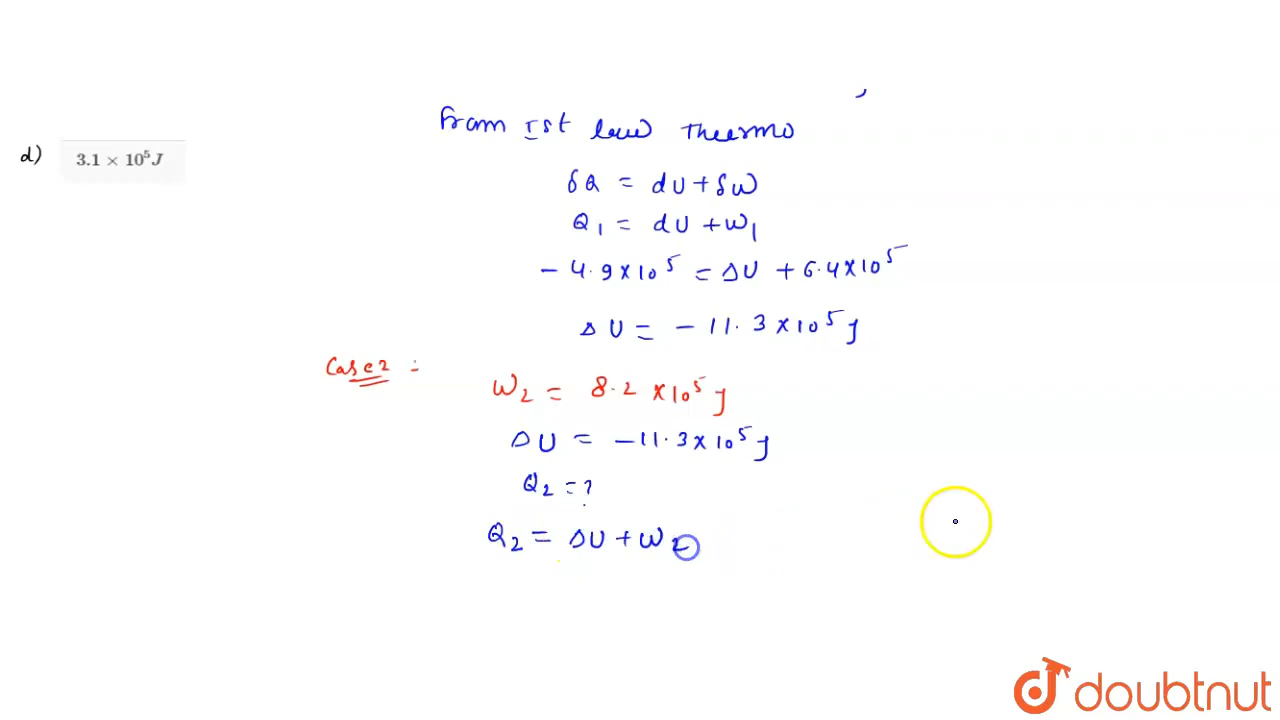 From Ist law Thermo
d) 3.1 × 10⁵J
δQ = dU + δW
Q₁ = dU + W₁
- 4.9 × 10⁵ = ΔU + 6.4 × 10⁵
ΔU = - 11.3 × 10⁵ J
Case 2 :
W₂ = 8.2 × 10⁵ J
ΔU = - 11.3 × 10⁵ J
Q₂ = ?
Q₂ = ΔU + W₂
doubtnut